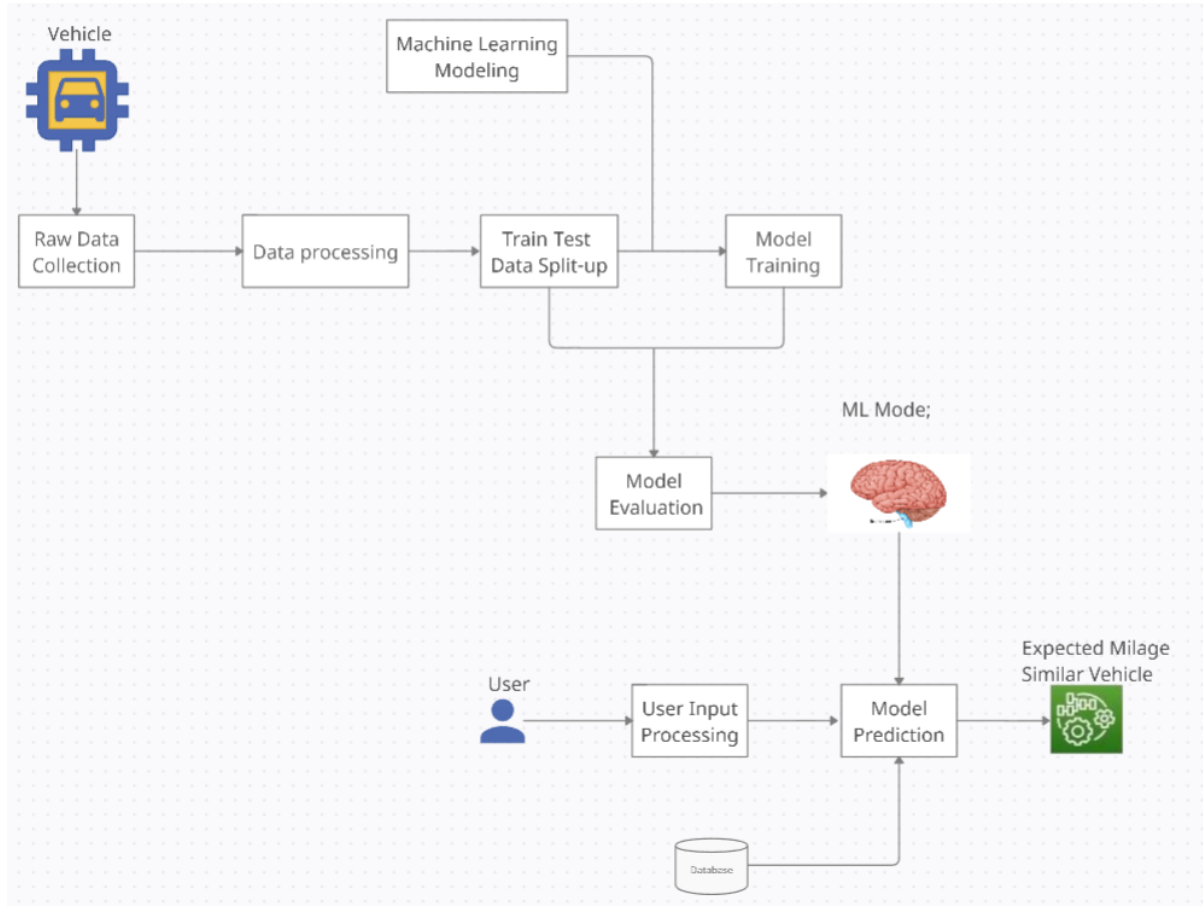 Vehicle
Machine Learning
Modeling
Raw Data
Collection
Data processing
Train Test
Data Split-up
Model
Training
ML Mode;
Model
Evaluation
Expected Milage
Similar Vehicle
User
User Input
Processing
Model
Prediction
Database